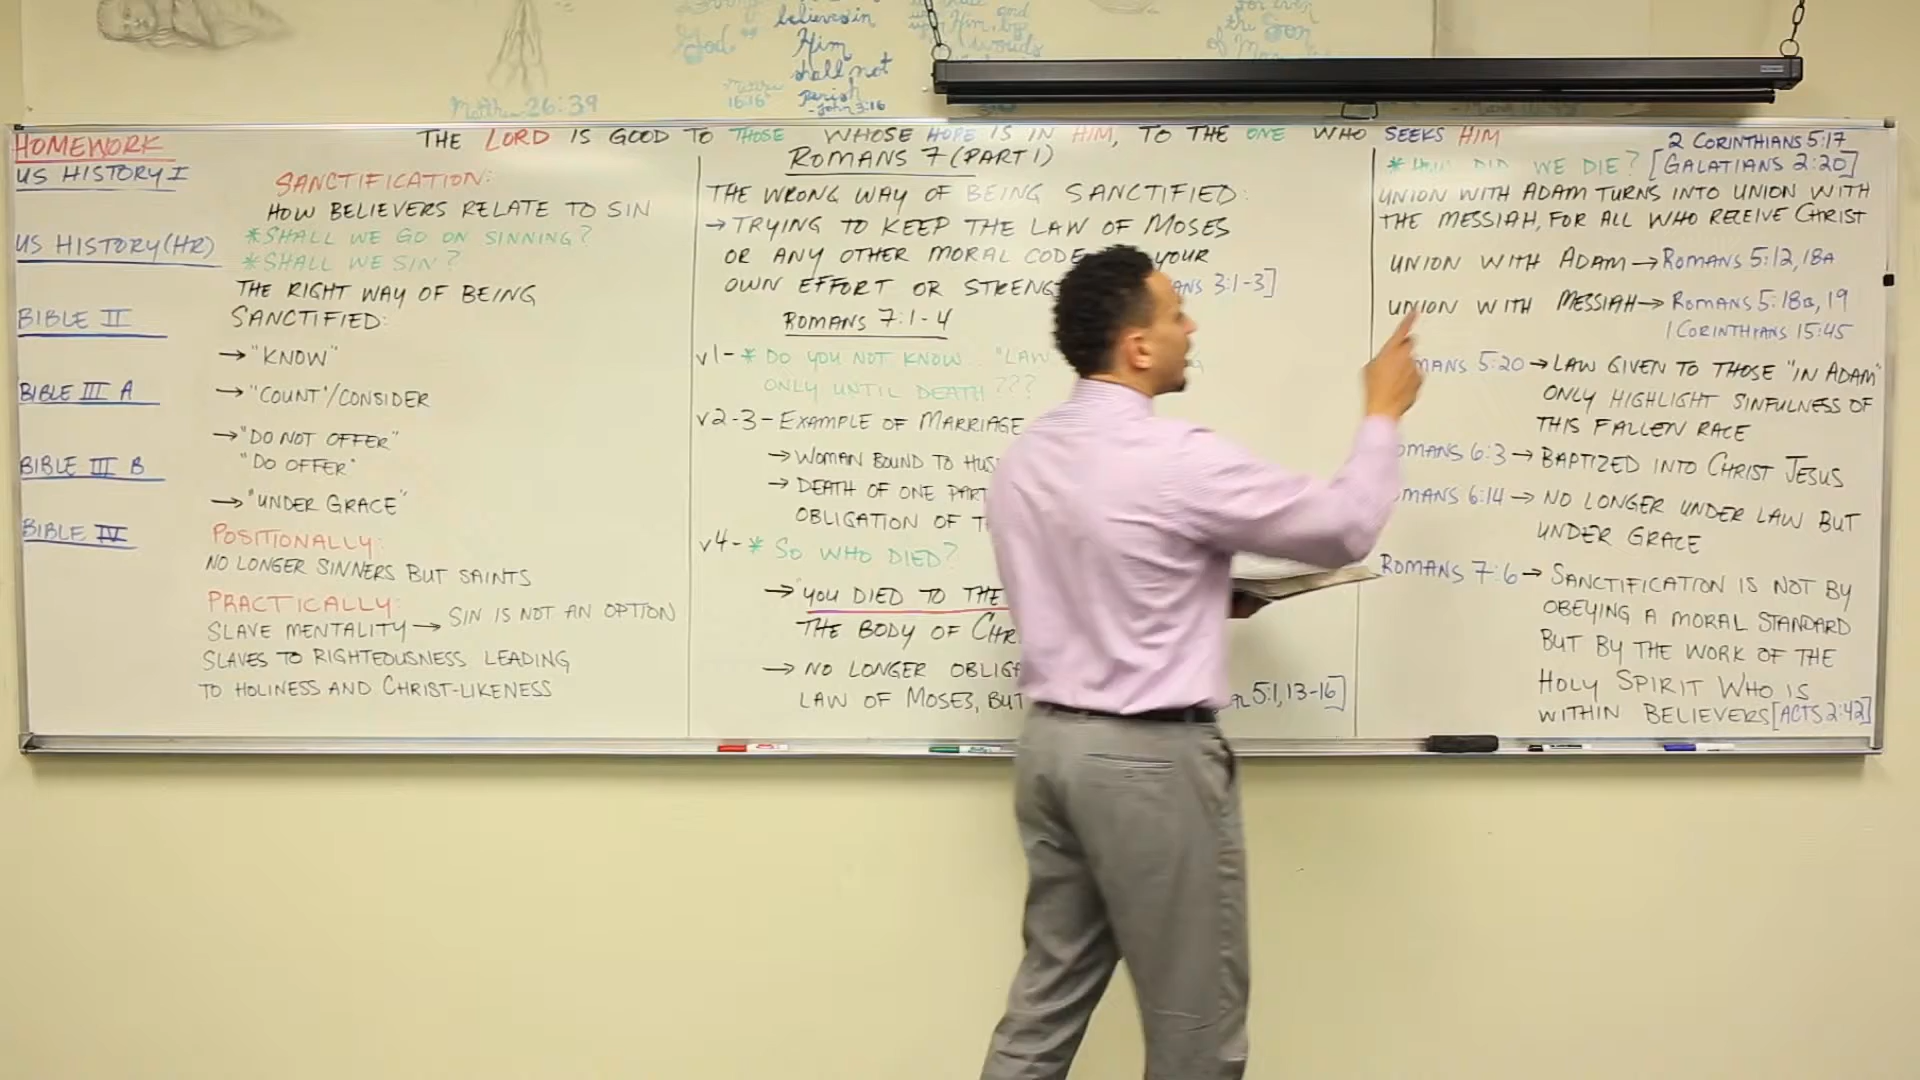 believes in
Him
shall not
perish
-John 3:16
God"
Matthew
16:16
Matthew 26:39
and
Him, by
words
for even
the Son
of Man
THE LORD IS GOOD TO THOSE WHOSE HOPE IS IN HIM, TO THE ONE WHO SEEKS HIM
HOMEWORK
US HISTORY I
US HISTORY (HR)
BIBLE II
BIBLE III A
BIBLE III B
BIBLE IV
SANCTIFICATION:
HOW BELIEVERS RELATE TO SIN
*SHALL WE GO ON SINNING?
*SHALL WE SIN?
THE RIGHT WAY OF BEING
SANCTIFIED:
→"KNOW"
→"COUNT"/CONSIDER
→"DO NOT OFFER"
"DO OFFER"
→"UNDER GRACE"
POSITIONALLY:
NO LONGER SINNERS BUT SAINTS
PRACTICALLY:
SLAVE MENTALITY→ SIN IS NOT AN OPTION
SLAVES TO RIGHTEOUSNESS LEADING
TO HOLINESS AND CHRIST-LIKENESS
ROMANS 7 (PART 1)
THE WRONG WAY OF BEING SANCTIFIED:
→TRYING TO KEEP THE LAW OF MOSES
OR ANY OTHER MORAL CODE YOUR
OWN EFFORT OR 3:1-3]
ROMANS 7:1-4
V1-* DO YOU NOT KNOW... "LAW
ONLY UNTIL DEATH???
V2-3- EXAMPLE OF MARRIAGE
→WOMAN BOUND TO
→ DEATH OF ONE
OBLIGATION OF
V4-* SO WHO DIED?
→"YOU DIED TO THE
THE BODY OF
→ NO LONGER
LAW OF MOSES, BUT 5:1, 13-16]
2 CORINTHIANS 5:17
* HOW DID WE DIE? [GALATIANS 2:20]
UNION WITH ADAM TURNS INTO UNION WITH
THE MESSIAH, FOR ALL WHO RECEIVE CHRIST
UNION WITH ADAM→ROMANS 5:12, 18A
UNION WITH MESSIAH→ROMANS 5:18B, 19
1 CORINTHIANS 15:45
5:20→LAW GIVEN TO THOSE "IN ADAM"
ONLY HIGHLIGHT SINFULNESS OF
THIS FALLEN RACE
ROMANS 6:3→BAPTIZED INTO CHRIST JESUS
6:14→NO LONGER UNDER LAW BUT
UNDER GRACE
ROMANS 7:6→SANCTIFICATION IS NOT BY
OBEYING A MORAL STANDARD
BUT BY THE WORK OF THE
HOLY SPIRIT WHO IS
WITHIN BELIEVERS[ACTS 2:42]